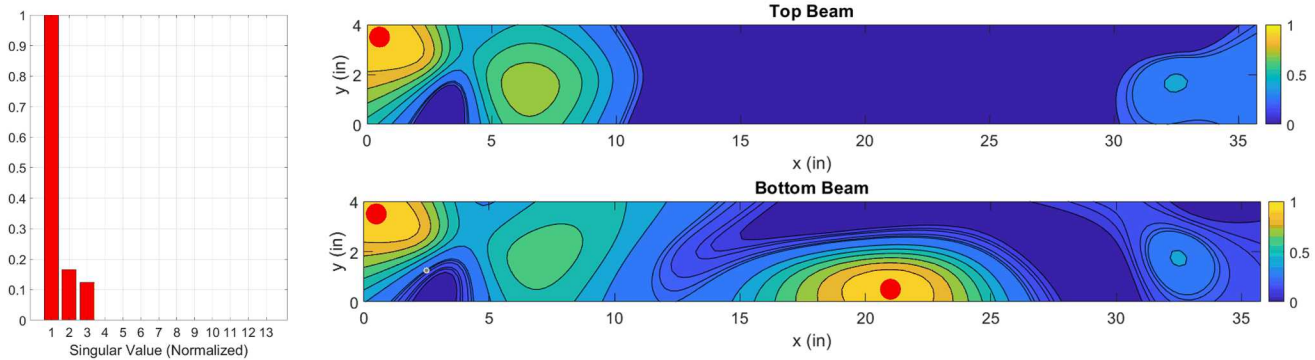 1
0.9
0.8
0.7
0.6
0.5
0.4
0.3
0.2
0.1
0
1 2 3 4 5 6 7 8 9 10 11 12 13
Singular Value (Normalized)
Top Beam
4
2
0
y (in)
0 5 10 15 20 25 30 35
x (in)
1
0.5
0
Bottom Beam
4
2
0
y (in)
0 5 10 15 20 25 30 35
x (in)
1
0.5
0